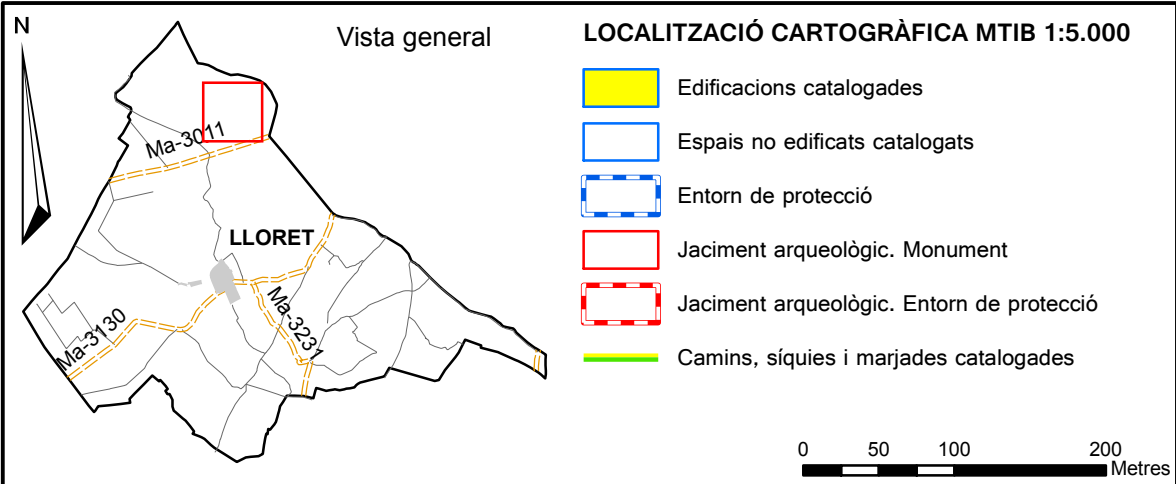 N
Vista general
Ma-3011
LLORET
Ma-3130
Ma-3231
LOCALITZACIÓ CARTOGRÀFICA MTIB 1:5.000
Edificacions catalogades
Espais no edificats catalogats
Entorn de protecció
Jaciment arqueològic. Monument
Jaciment arqueològic. Entorn de protecció
Camins, síquies i marjades catalogades
0 50 100 200
Metres